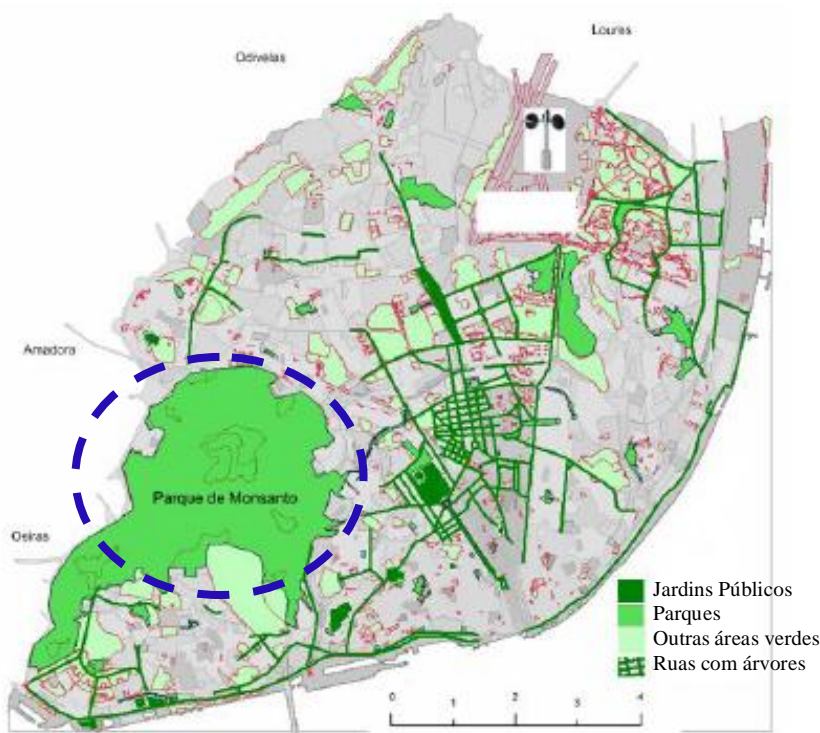 Odivelas
Loures
Amadora
Parque de Monsanto
Oeiras
Jardins Públicos
Parques
Outras áreas verdes
Ruas com árvores
0 1 2 3 4